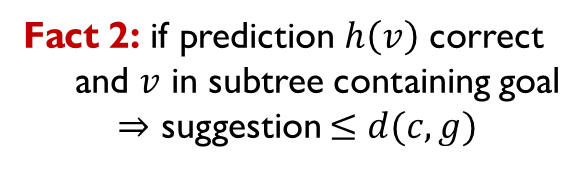 Fact 2: if prediction h(v) correct
and v in subtree containing goal
⇒ suggestion ≤ d(c, g)